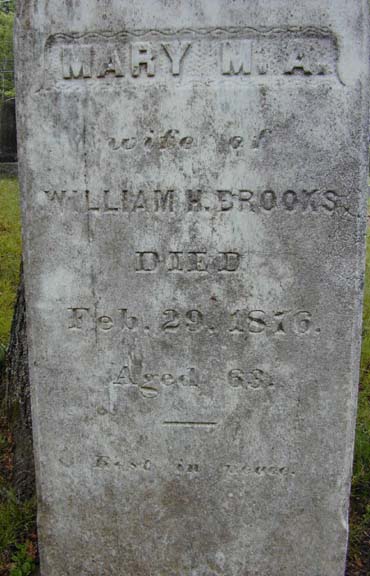 MARY M. A.
wife of
WILLIAM H. BROOKS.
DIED
Feb. 29. 1876.
Aged 63.
Rest in peace.